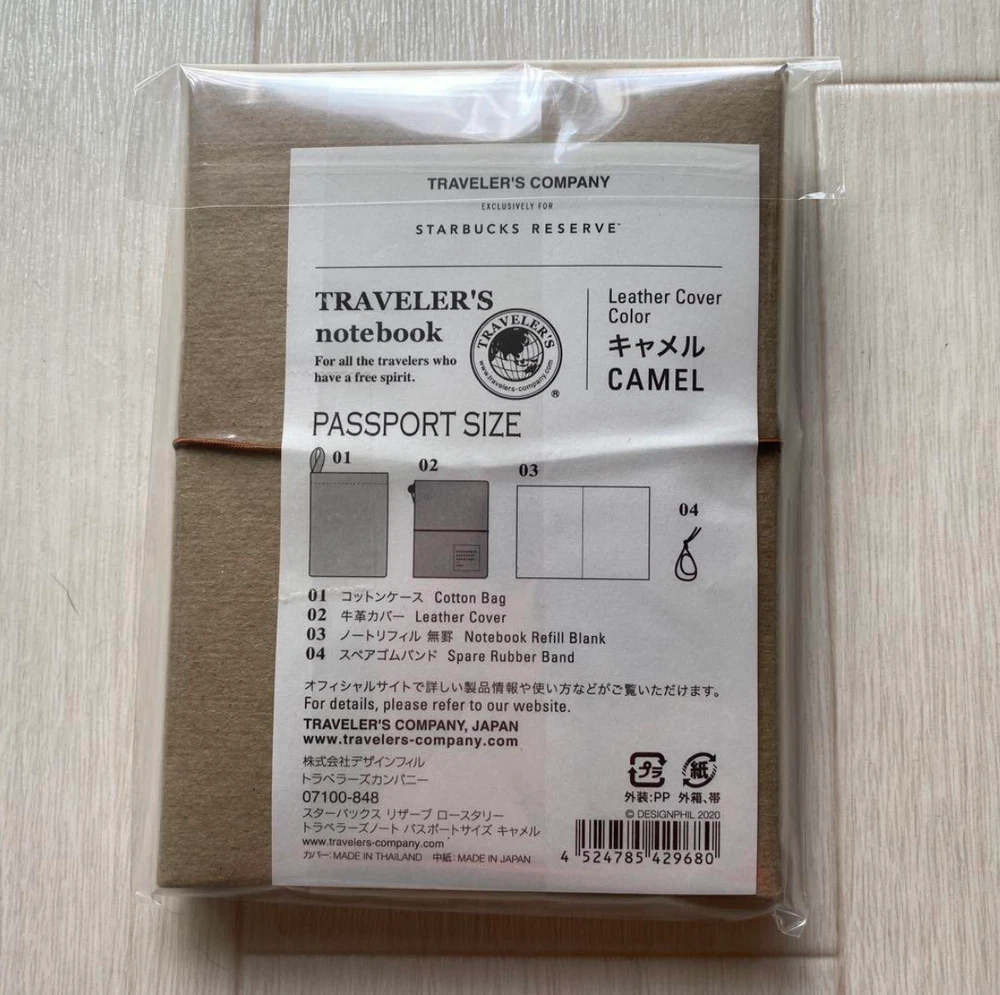 TRAVELER'S COMPANY
EXCLUSIVELY FOR
STARBUCKS RESERVE™
TRAVELER'S
notebook
For all the travelers who
have a free spirit.
TRAVELER'S
www.travelers-company.com
®
Leather Cover
Color
キャメル
CAMEL
PASSPORT SIZE
01
02
03
04
01 コットンケース Cotton Bag
02 牛革カバー Leather Cover
03 ノートリフィル 無罫 Notebook Refill Blank
04 スペアゴムバンド Spare Rubber Band
オフィシャルサイトで詳しい製品情報や使い方などがご覧いただけます。
For details, please refer to our website.
TRAVELER'S COMPANY, JAPAN
www.travelers-company.com
株式会社デザインフィル
トラベラーズカンパニー
07100-848
スターバックス リザーブ ロースタリー
トラベラーズノート パスポートサイズ キャメル
www.travelers-company.com
カバー:MADE IN THAILAND 中紙:MADE IN JAPAN
プラ
紙
外装:PP 外箱、帯
© DESIGNPHIL 2020
4 524785 429680